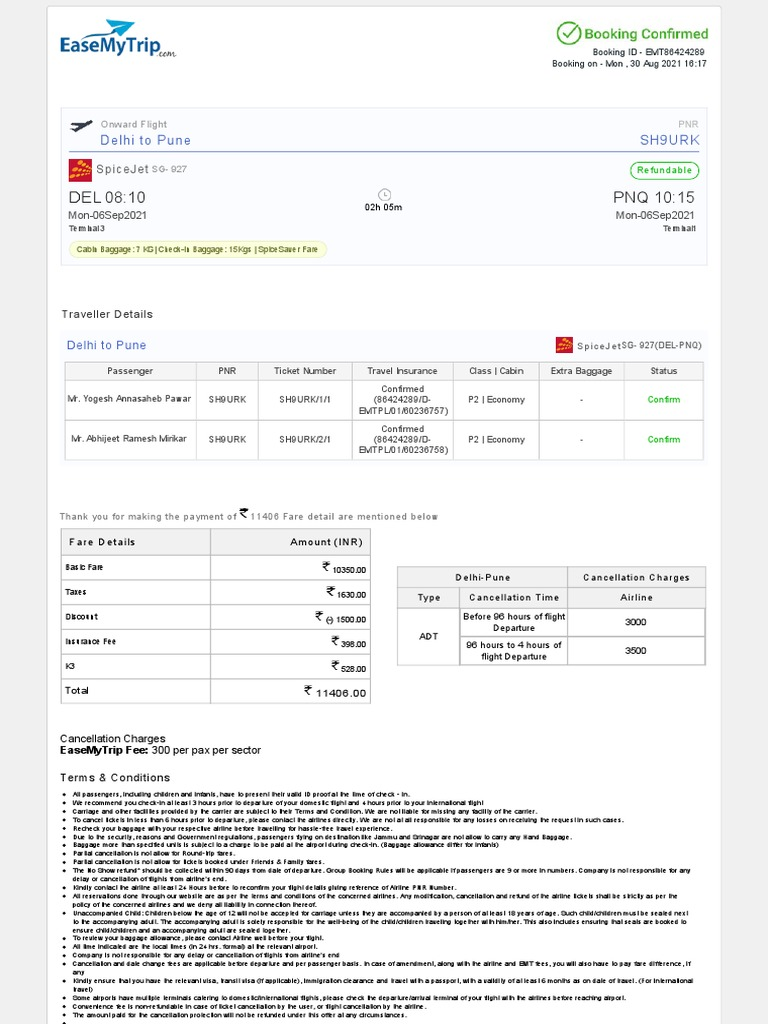 EaseMyTrip.com
Booking Confirmed
Booking ID - EMT86424289
Booking on - Mon , 30 Aug 2021 16:17
Onward Flight
PNR
Delhi to Pune
SH9URK
SpiceJet SG- 927
Refundable
DEL 08:10
02h 05m
PNQ 10:15
Mon-06Sep2021
Mon-06Sep2021
Terminal 3
Terminal 1
Cabin Baggage: 7 KG | Check-In Baggage: 15 Kgs | SpiceSaver Fare
Traveller Details
Delhi to Pune
SpiceJet SG- 927(DEL-PNQ)
Passenger PNR Ticket Number Travel Insurance Class | Cabin Extra Baggage Status
Mr. Yogesh Annasaheb Pawar SH9URK SH9URK/1/1 Confirmed (86424289/D-EMTPL/01/60236757) P2 | Economy - Confirm
Mr. Abhijeet Ramesh Mirikar SH9URK SH9URK/2/1 Confirmed (86424289/D-EMTPL/01/60236758) P2 | Economy - Confirm
Thank you for making the payment of ₹ 11406 Fare detail are mentioned below
Fare Details Amount (INR)
Basic Fare ₹ 10350.00
Taxes ₹ 1630.00
Discount ₹ (-) 1500.00
Insurance Fee ₹ 398.00
K3 ₹ 528.00
Total ₹ 11406.00
Delhi-Pune Cancellation Charges
Type Cancellation Time Airline
ADT
Before 96 hours of flight Departure 3000
96 hours to 4 hours of flight Departure 3500
Cancellation Charges
EaseMyTrip Fee: 300 per pax per sector
Terms & Conditions
All passengers, including children and infants, have to present their valid ID proof at the time of check - in.
We recommend you check-in at least 3 hours prior to departure of your domestic flight and 4 hours prior to your international flight
Carriage and other facilities provided by the carrier are subject to their Terms and Condition. We are not liable for missing any facility of the carrier.
To cancel tickets in less than 6 hours prior to departure, please contact the airlines directly. We are not at all responsible for any losses on receiving the request in such cases.
Recheck your baggage with your respective airline before travelling for hassle-free travel experience.
Due to the security, reasons and Government regulations, passengers flying on destination like Jammu and Srinagar are not allow to carry any Hand Baggage.
Baggage more than specified units is subject to a charge to be paid at the airport during check-in. (Baggage allowance differ for infants)
Partial cancellation is not allow for Round-trip fares.
Partial cancellation is not allow for tickets booked under Friends & Family fares.
The No Show refund" should be collected within 90 days from date of departure. Group Booking Rules will be applicable if passengers are 9 or more in numbers. Company is not responsible for any
delay or cancellation of flights from airline's end.
Kindly contact the airline at least 24 Hours before to reconfirm your flight details giving reference of Airline PNR Number.
All reservations done through our website are as per the terms and conditions of the concerned airlines. Any modification, cancellation and refund of the airline tickets shall be strictly as per the
policy of the concerned airlines and we deny all liability in connection thereof.
Unaccompanied Child: Children below the age of 12 will not be accepted for carriage unless they are accompanied by a person of at least 18 years of age. Such child/children must be seated next
to the accompanying adult. The accompanying adult is solely responsible for the well-being of the child/children traveling together with him/her. This also includes ensuring that seats are booked to
ensure child/children and an accompanying adult are seated together.
To review your baggage allowance, please contact Airline well before your flight.
All time indicated are the local times (in 24 hrs. format) at the relevant airport.
Company is not responsible for any delay or cancellation of flights from airline's end
Cancellation and date change fees are applicable before departure and per passenger basis. In case of amendment, along with the airline and EMT fees, you will also have to pay fare difference, if
any
Kindly ensure that you have the relevant visa, transit visa (if applicable), immigration clearance and travel with a passport, with a validity of at least 6 months as on date of travel. (For International
travel)
Some airports have multiple terminals catering to domestic/international flights, please check the departure/arrival terminal of your flight with the airlines before reaching airport.
Convenience fee is non-refundable in case of ticket cancellation by the user, or flight cancellation by the airline.
The amount paid for the cancellation protection will not be refunded under this offer at any circumstances.